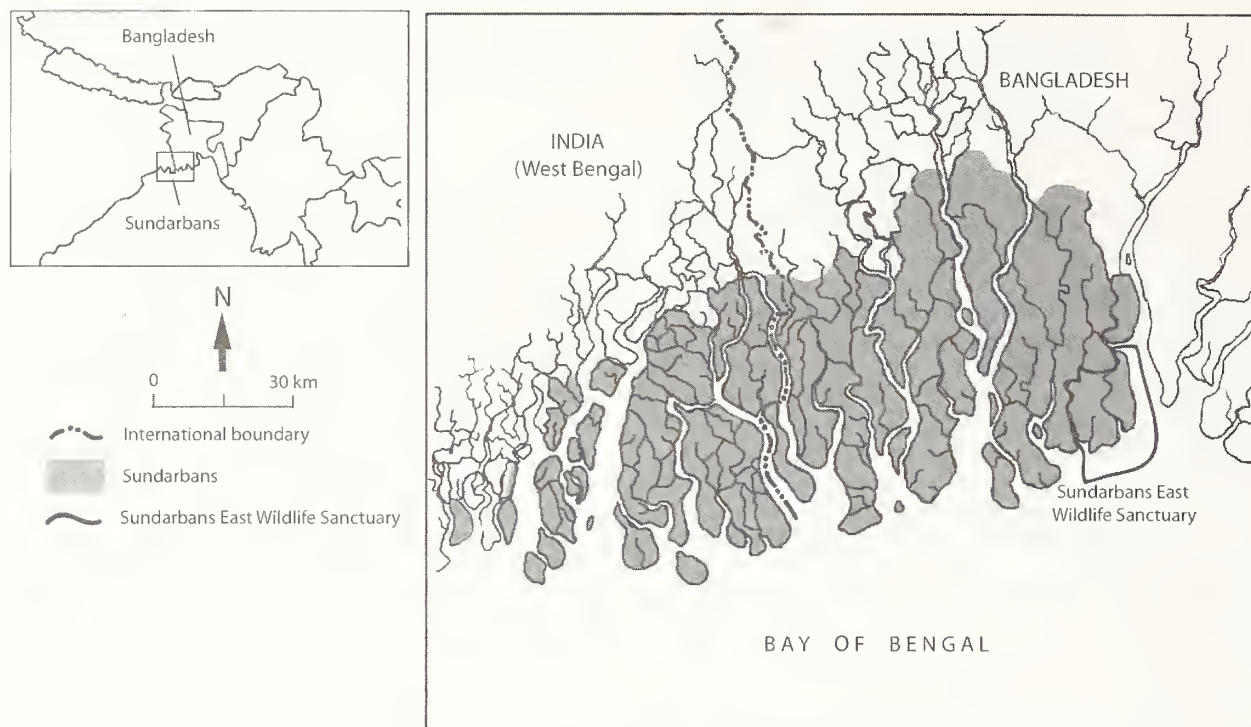 Bangladesh
Sundarbans
N
0 30 km
International boundary
Sundarbans
Sundarbans East Wildlife Sanctuary
INDIA
(West Bengal)
BANGLADESH
Sundarbans East
Wildlife Sanctuary
BAY OF BENGAL